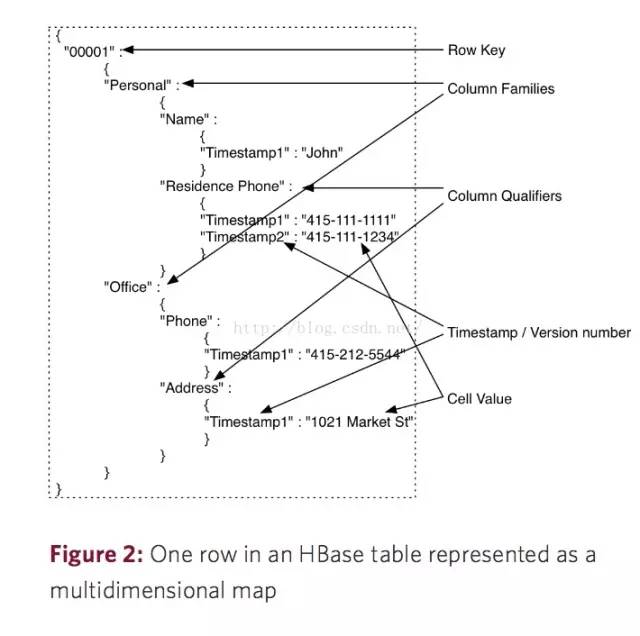 {
"00001" :
Row Key
{
"Personal" :
Column Families
{
"Name" :
{
"Timestamp1" : "John"
}
"Residence Phone" :
Column Qualifiers
{
"Timestamp1" : "415-111-1111"
"Timestamp2" : "415-111-1234"
}
}
"Office" :
{
"Phone" :
http://blog.csdn.net/
Timestamp / Version number
{
"Timestamp1" : "415-212-5544"
}
"Address" :
Cell Value
{
"Timestamp1" : "1021 Market St"
}
}
}
}
Figure 2: One row in an HBase table represented as a
multidimensional map